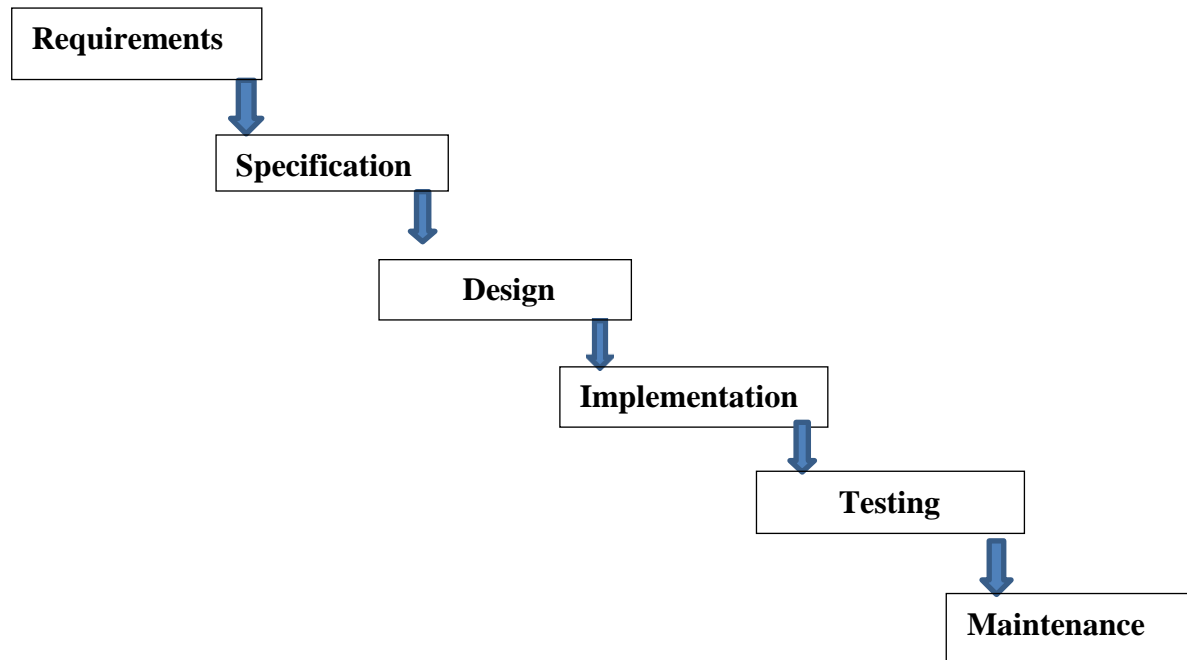 Requirements
Specification
Design
Implementation
Testing
Maintenance